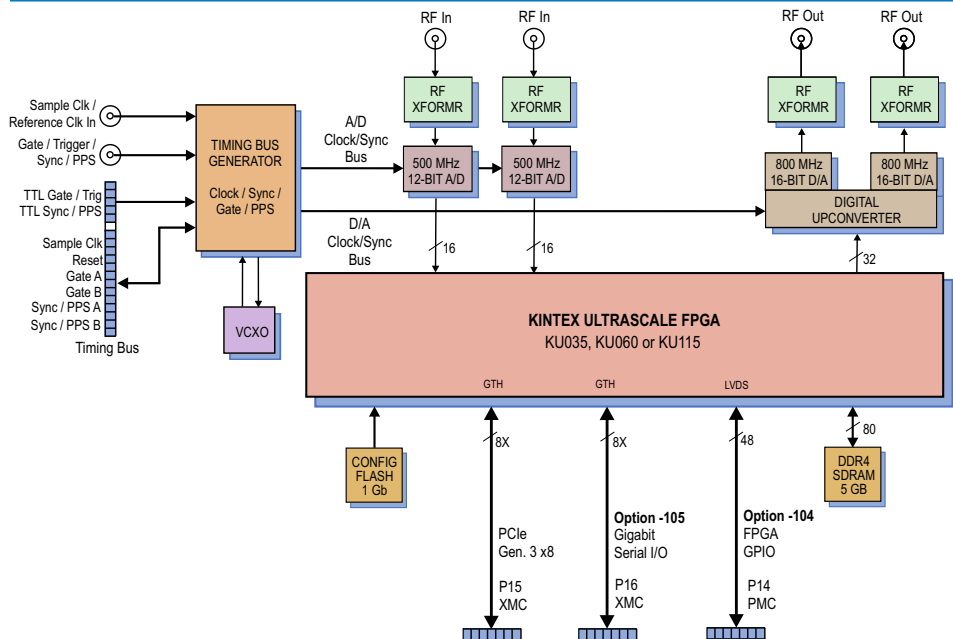 RF In
RF In
RF Out
RF Out
Sample Clk /
Reference Clk In
Gate / Trigger /
Sync / PPS
TTL Gate / Trig
TTL Sync / PPS
Sample Clk
Reset
Gate A
Gate B
Sync / PPS A
Sync / PPS B
Timing Bus
TIMING BUS
GENERATOR
Clock / Sync /
Gate / PPS
VCXO
A/D
Clock/Sync
Bus
D/A
Clock/Sync
Bus
RF
XFORMR
RF
XFORMR
500 MHz
12-BIT A/D
500 MHz
12-BIT A/D
16
16
RF
XFORMR
RF
XFORMR
800 MHz
16-BIT D/A
800 MHz
16-BIT D/A
DIGITAL
UPCONVERTER
32
KINTEX ULTRASCALE FPGA
KU035, KU060 or KU115
GTH
GTH
LVDS
8X
8X
48
80
CONFIG
FLASH
1 Gb
DDR4
SDRAM
5 GB
PCIe
Gen. 3 x8
P15
XMC
Option -105
Gigabit
Serial I/O
P16
XMC
Option -104
FPGA
GPIO
P14
PMC